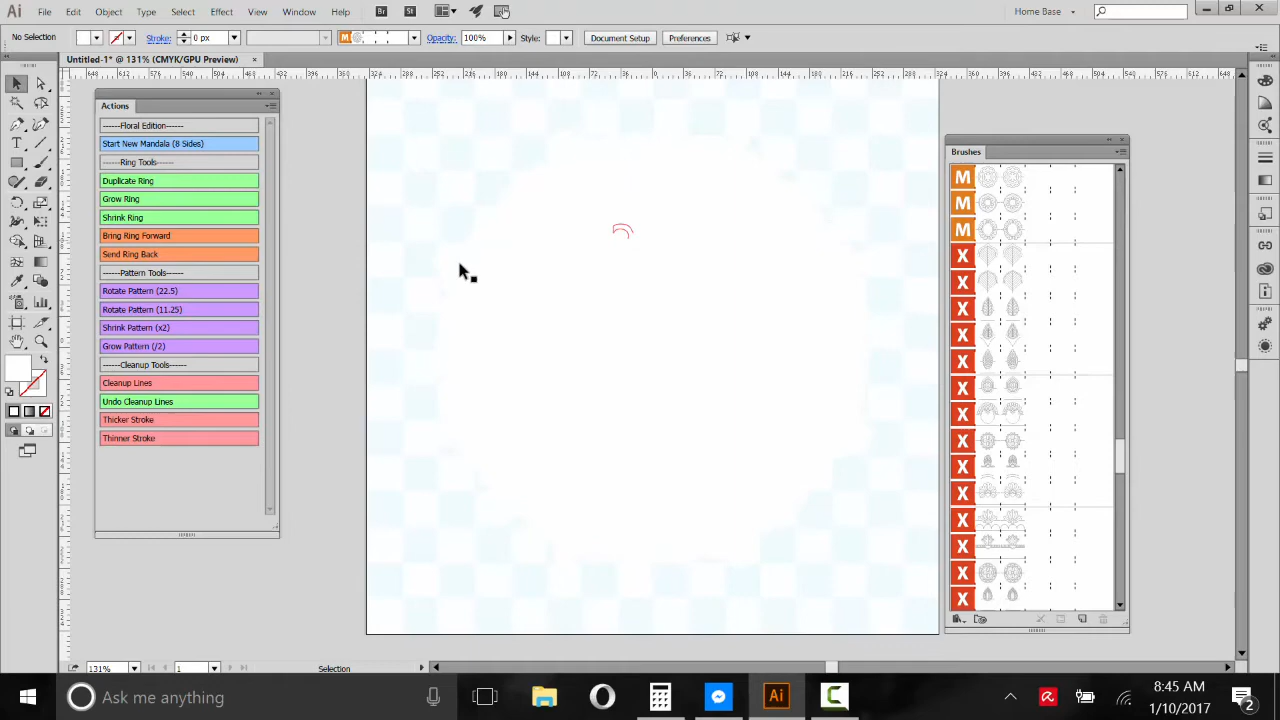 Ai File Edit Object Type Select Effect View Window Help Br St Home Base
No Selection Stroke: 0 px M Opacity: 100% Style: Document Setup Preferences
Untitled-1* @ 131% (CMYK/GPU Preview) ×
Actions
-----Floral Edition------
Start New Mandala (8 Sides)
------Ring Tools-----
Duplicate Ring
Grow Ring
Shrink Ring
Bring Ring Forward
Send Ring Back
-----Pattern Tools-----
Rotate Pattern (22.5)
Rotate Pattern (11.25)
Shrink Pattern (x2)
Grow Pattern (/2)
------Cleanup Tools-----
Cleanup Lines
Undo Cleanup Lines
Thicker Stroke
Thinner Stroke
Brushes
M
M
M
X
X
X
X
X
X
X
X
X
X
X
X
X
X
131% 1 Selection
Ask me anything
Ai
8:45 AM
1/10/2017
2